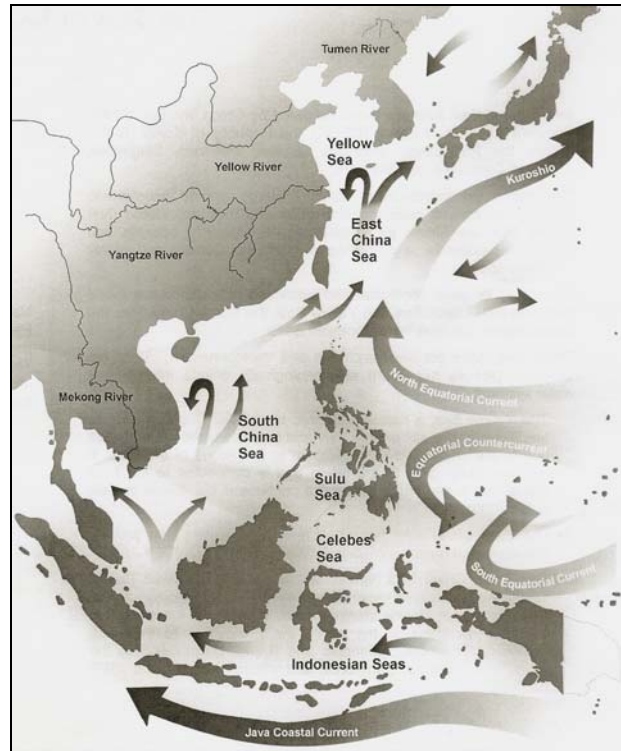 Tumen River
Yellow
Sea
Yellow River
Kuroshio
East
China
Sea
Yangtze River
North Equatorial Current
Mekong River
South
China
Sea
Equatorial Countercurrent
Sulu
Sea
Celebes
Sea
South Equatorial Current
Indonesian Seas
Java Coastal Current